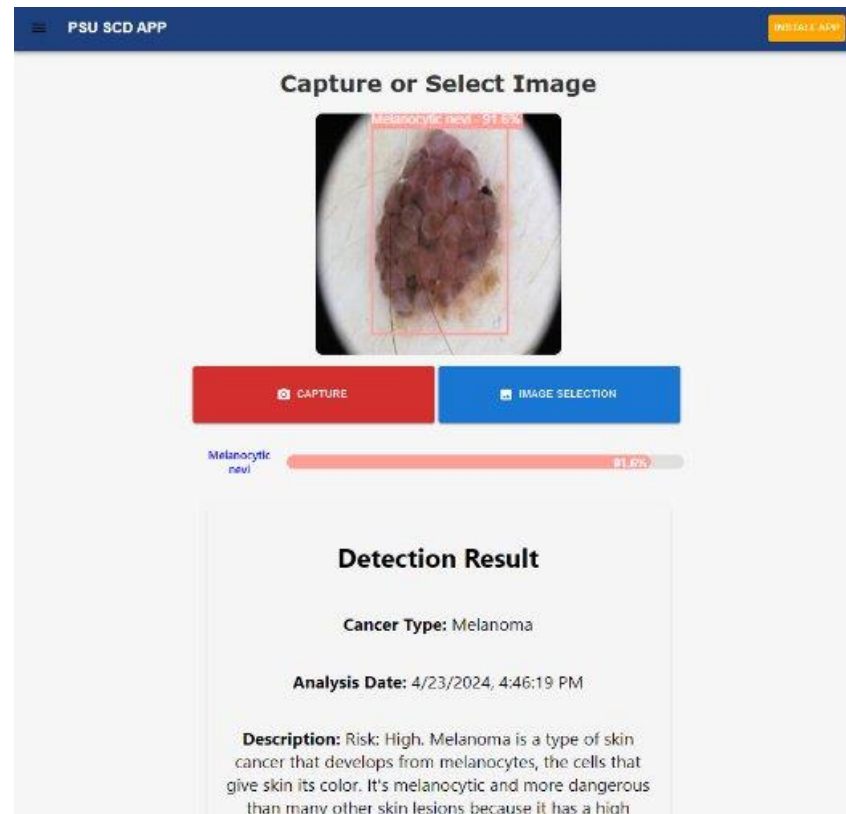 PSU SCD APP
INSTALL APP
Capture or Select Image
Melanocytic nevi - 91.6%
CAPTURE
IMAGE SELECTION
Melanocytic
nevi
91.6%
Detection Result
Cancer Type: Melanoma
Analysis Date: 4/23/2024, 4:46:19 PM
Description: Risk: High. Melanoma is a type of skin
cancer that develops from melanocytes, the cells that
give skin its color. It's melanocytic and more dangerous
than many other skin lesions because it has a high